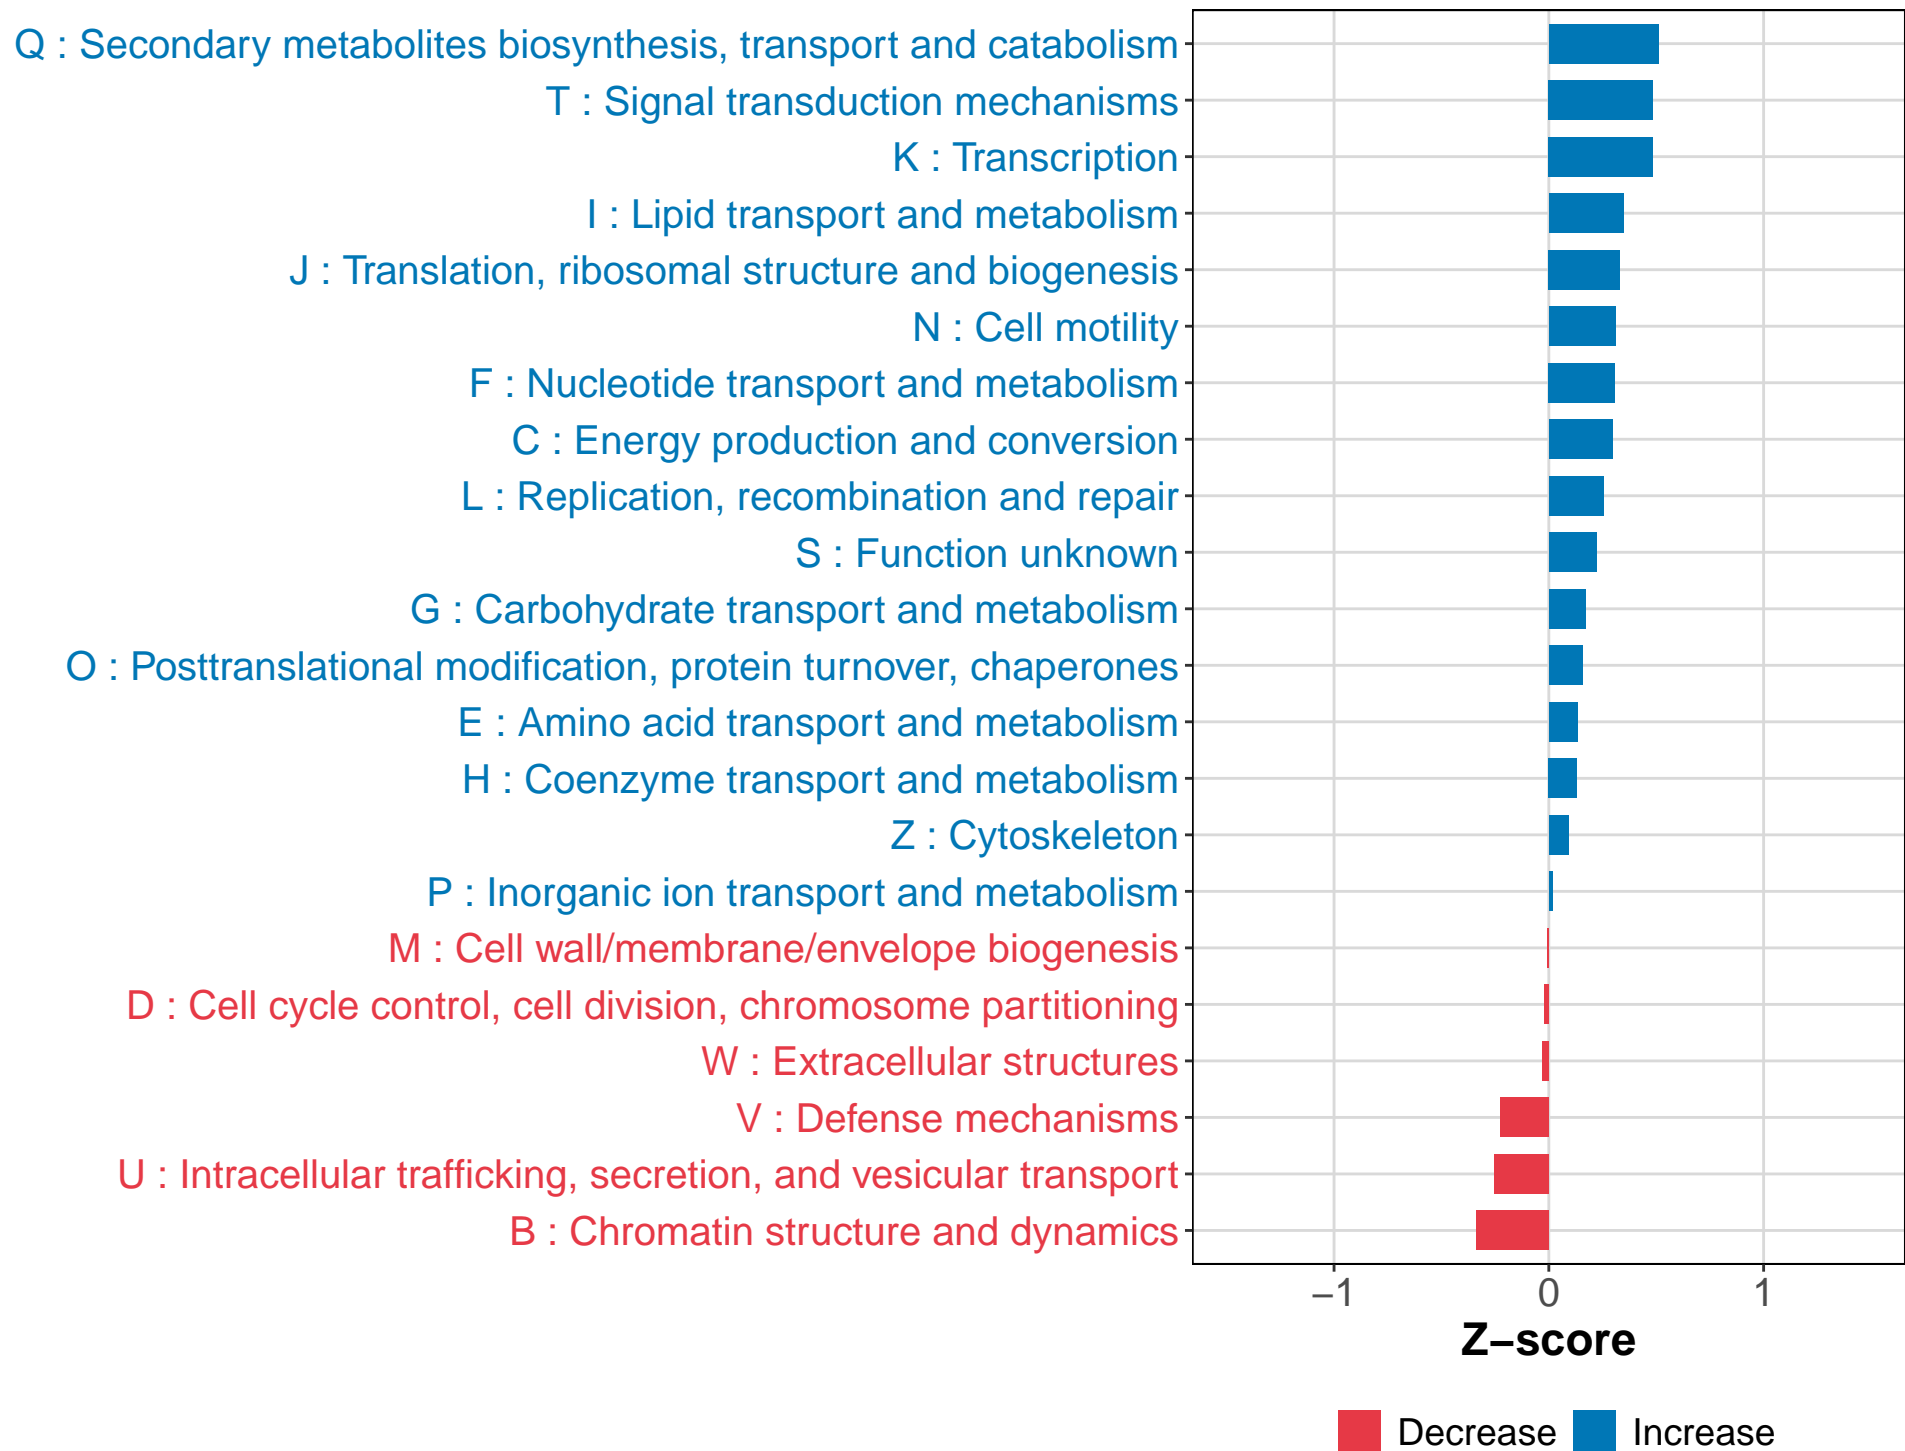 Q : Secondary metabolites biosynthesis, transport and catabolism
T : Signal transduction mechanisms
K : Transcription
I : Lipid transport and metabolism
J : Translation, ribosomal structure and biogenesis
N : Cell motility
F : Nucleotide transport and metabolism
C : Energy production and conversion
L : Replication, recombination and repair
S : Function unknown
G : Carbohydrate transport and metabolism
O : Posttranslational modification, protein turnover, chaperones
E : Amino acid transport and metabolism
H : Coenzyme transport and metabolism
Z : Cytoskeleton
P : Inorganic ion transport and metabolism
M : Cell wall/membrane/envelope biogenesis
D : Cell cycle control, cell division, chromosome partitioning
W : Extracellular structures
V : Defense mechanisms
U : Intracellular trafficking, secretion, and vesicular transport
B : Chromatin structure and dynamics
−1 0 1
Z−score
Decrease Increase